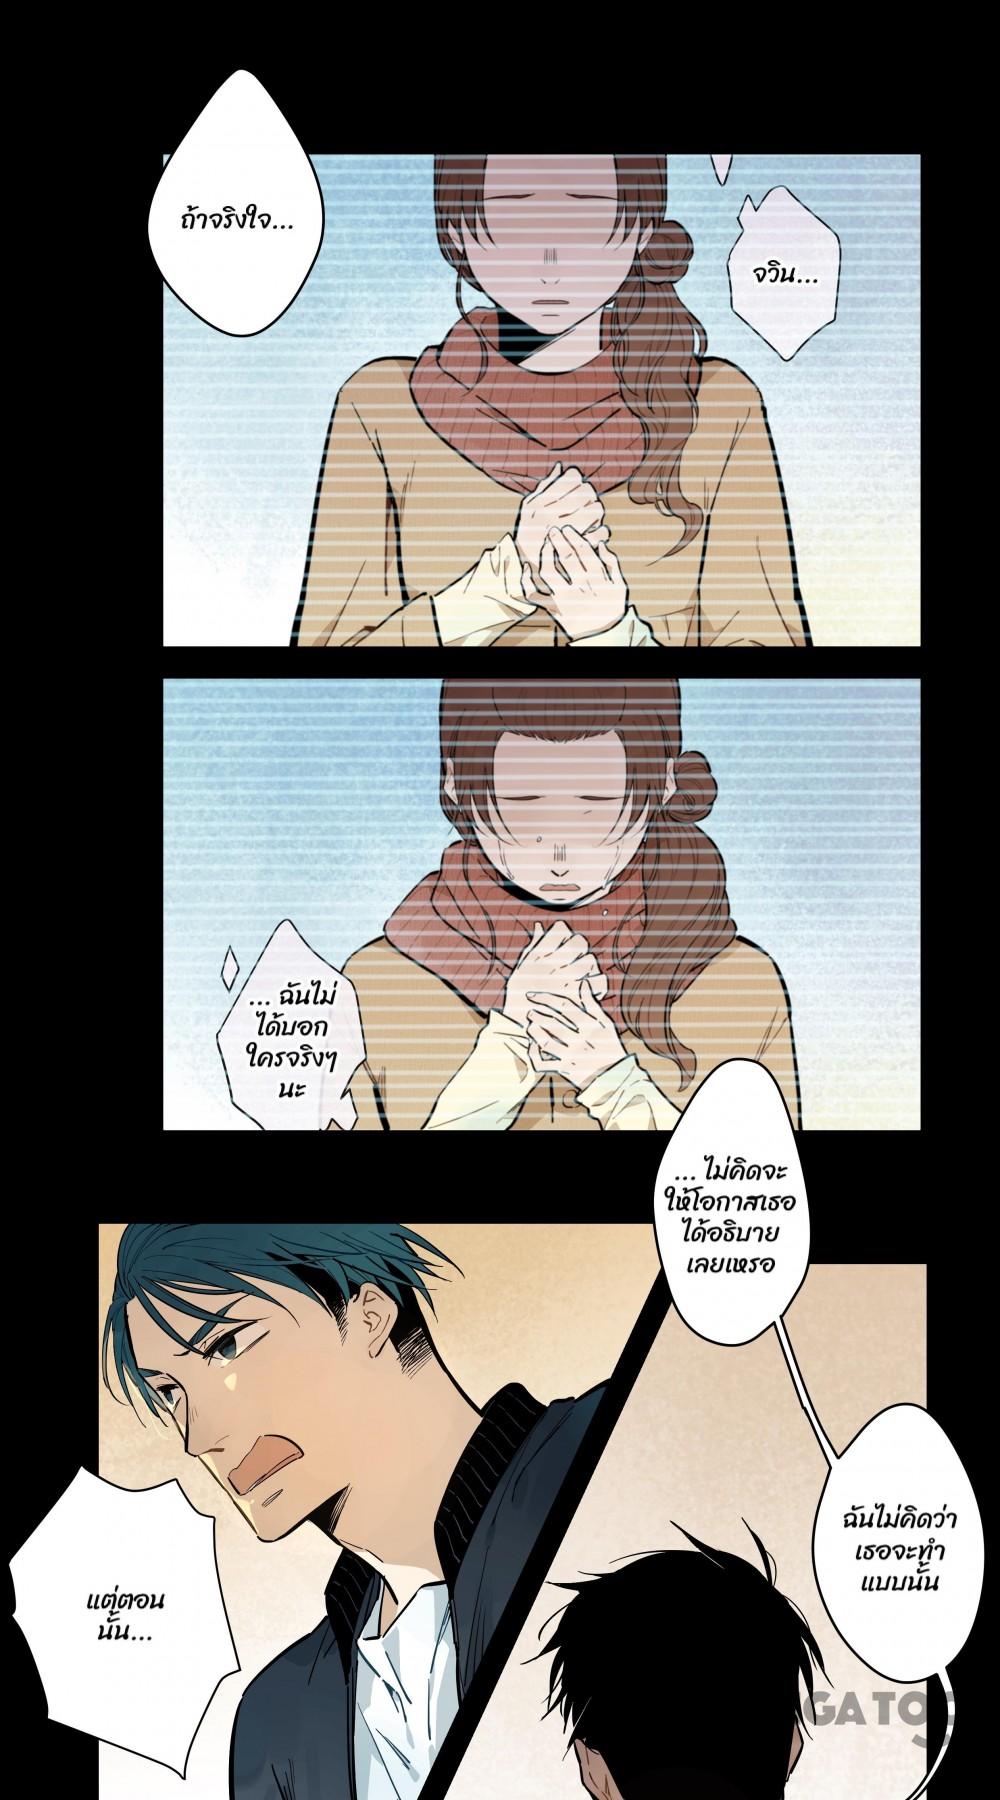 ถ้าจริงใจ...
จวิน...
... ฉันไม่
ได้บอก
ใครจริงๆ
นะ
... ไม่คิดจะ
ให้โอกาสเธอ
ได้อธิบาย
เลยเหรอ
ฉันไม่คิดว่า
เธอจะทำ
แบบนั้น
แต่ตอน
นั้น...